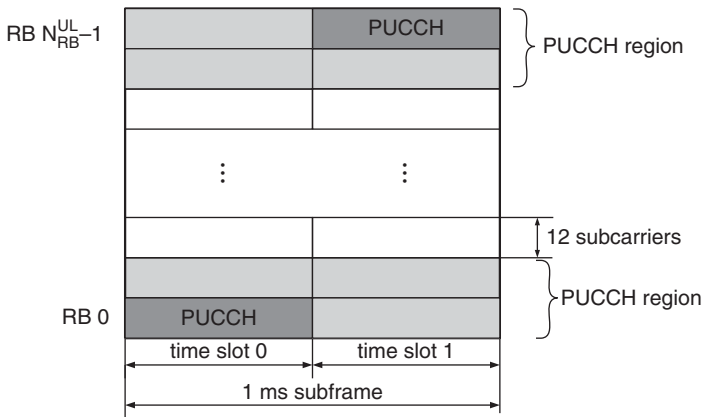 RB N_RB^UL–1
PUCCH
PUCCH region
⋮ ⋮
12 subcarriers
PUCCH region
RB 0
PUCCH
time slot 0
time slot 1
1 ms subframe